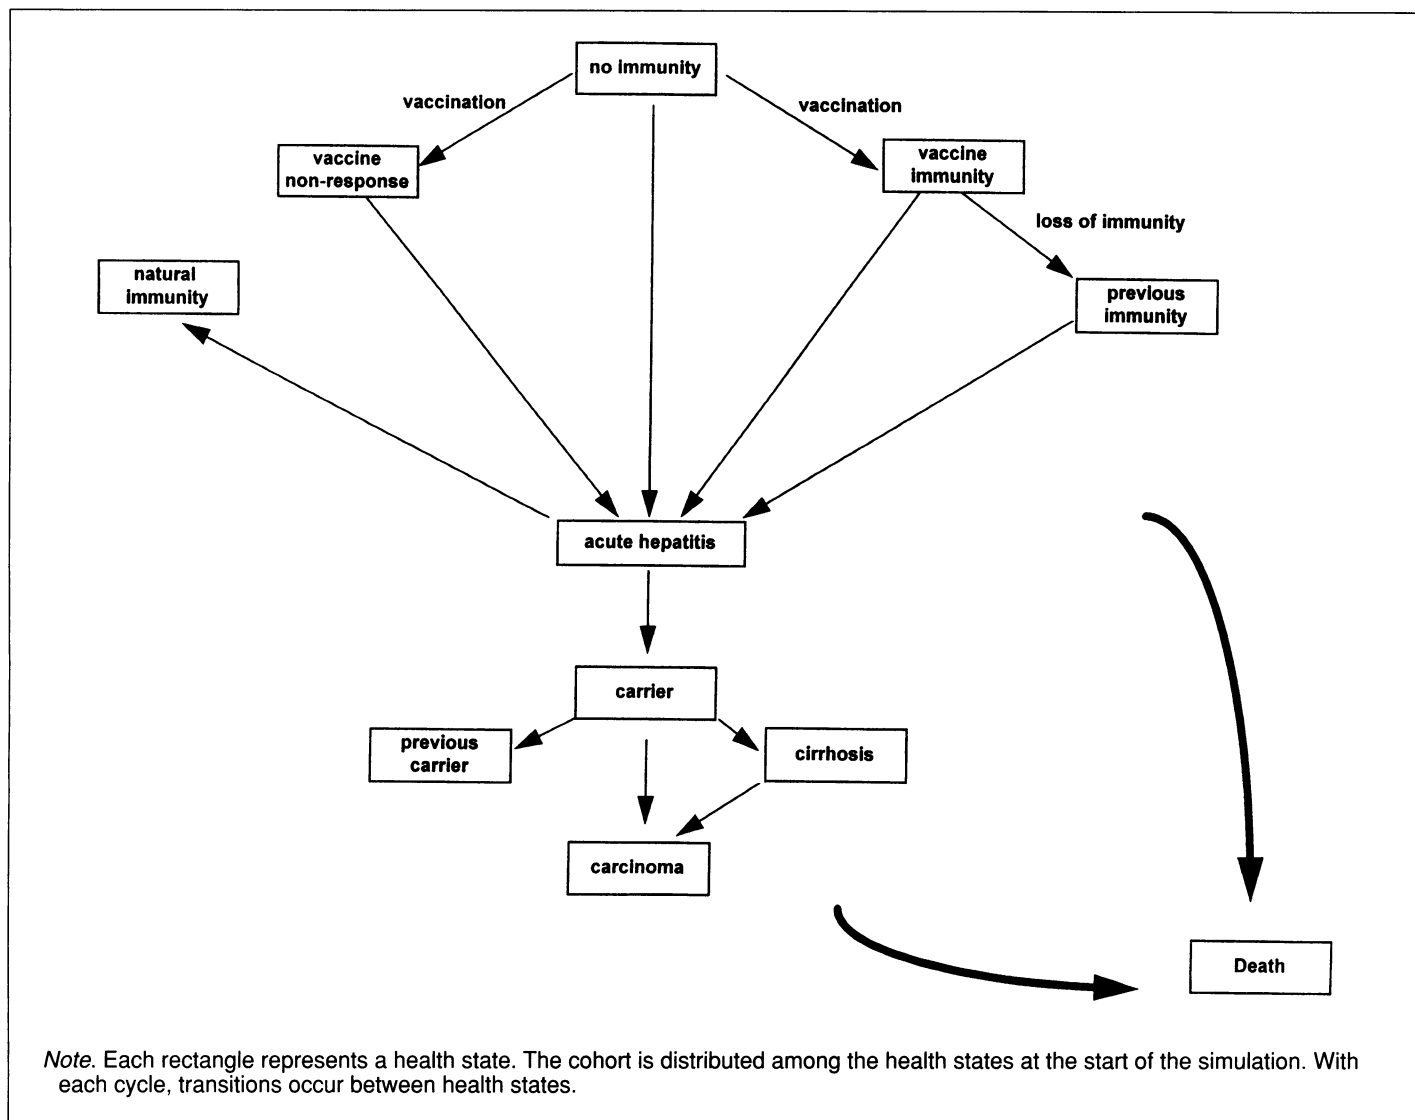 no immunity
vaccination
vaccination
vaccine
non-response
vaccine
immunity
loss of immunity
natural
immunity
previous
immunity
acute hepatitis
carrier
previous
carrier
cirrhosis
carcinoma
Death
Note. Each rectangle represents a health state. The cohort is distributed among the health states at the start of the simulation. With
each cycle, transitions occur between health states.